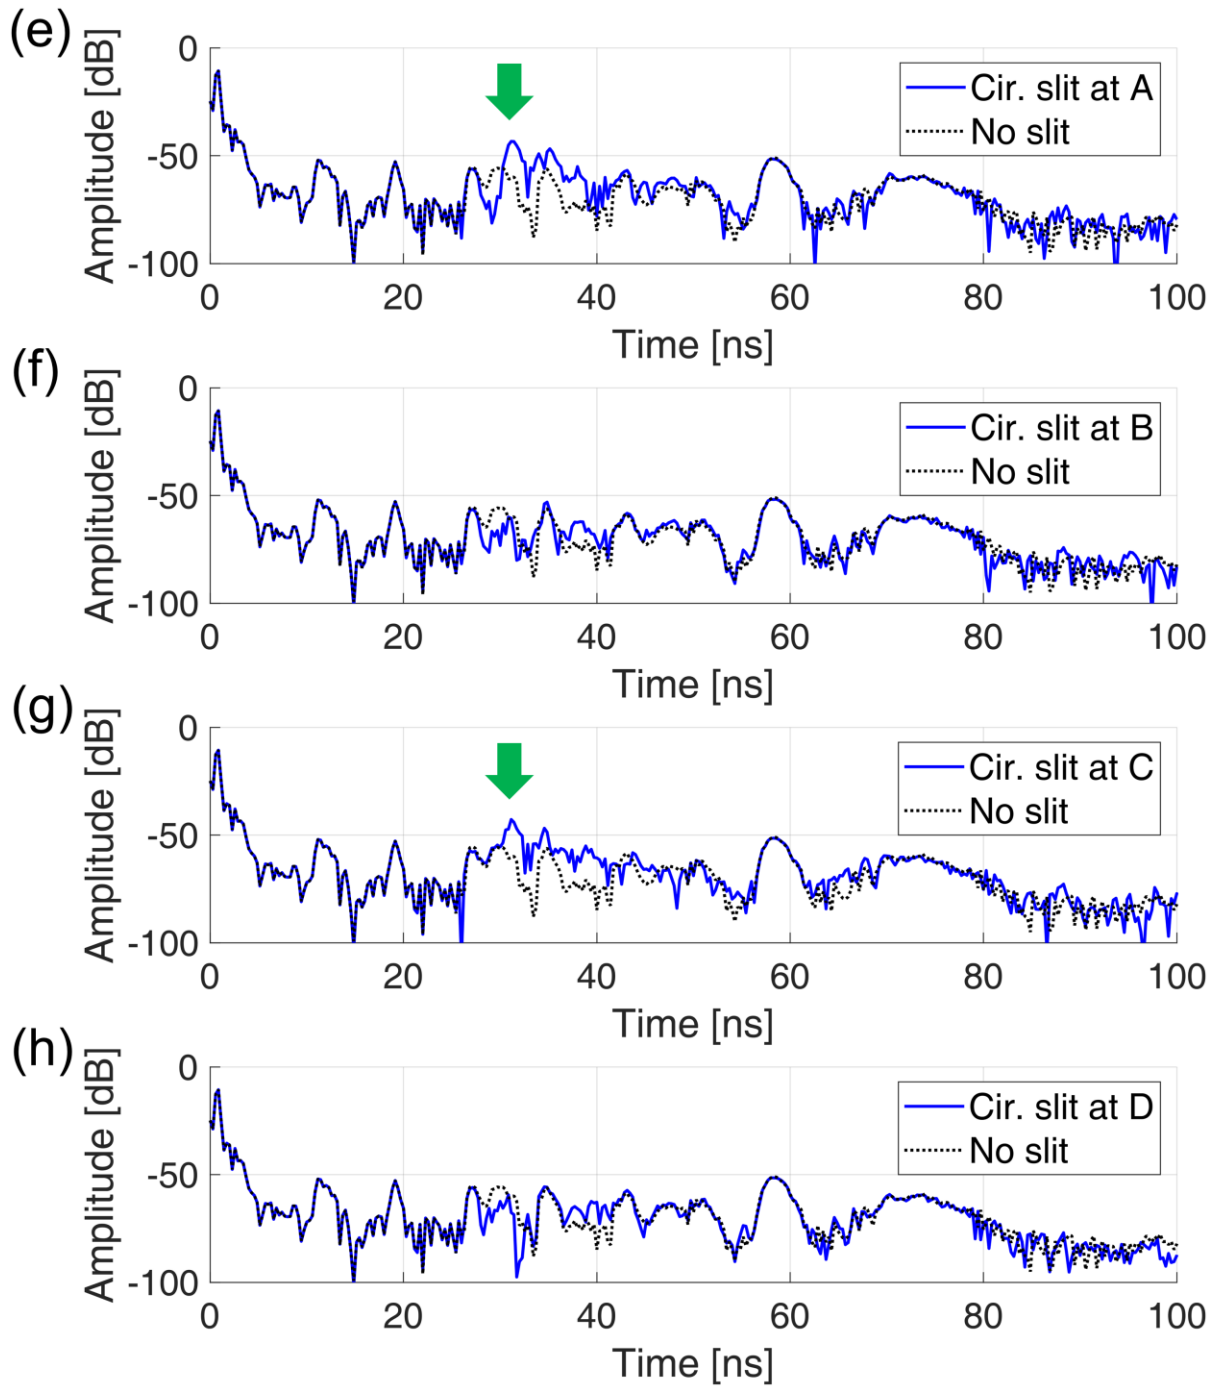 (e)
Amplitude [dB]
0
-50
-100
Cir. slit at A
No slit
0 20 40 60 80 100
Time [ns]
(f)
Amplitude [dB]
0
-50
-100
Cir. slit at B
No slit
0 20 40 60 80 100
Time [ns]
(g)
Amplitude [dB]
0
-50
-100
Cir. slit at C
No slit
0 20 40 60 80 100
Time [ns]
(h)
Amplitude [dB]
0
-50
-100
Cir. slit at D
No slit
0 20 40 60 80 100
Time [ns]